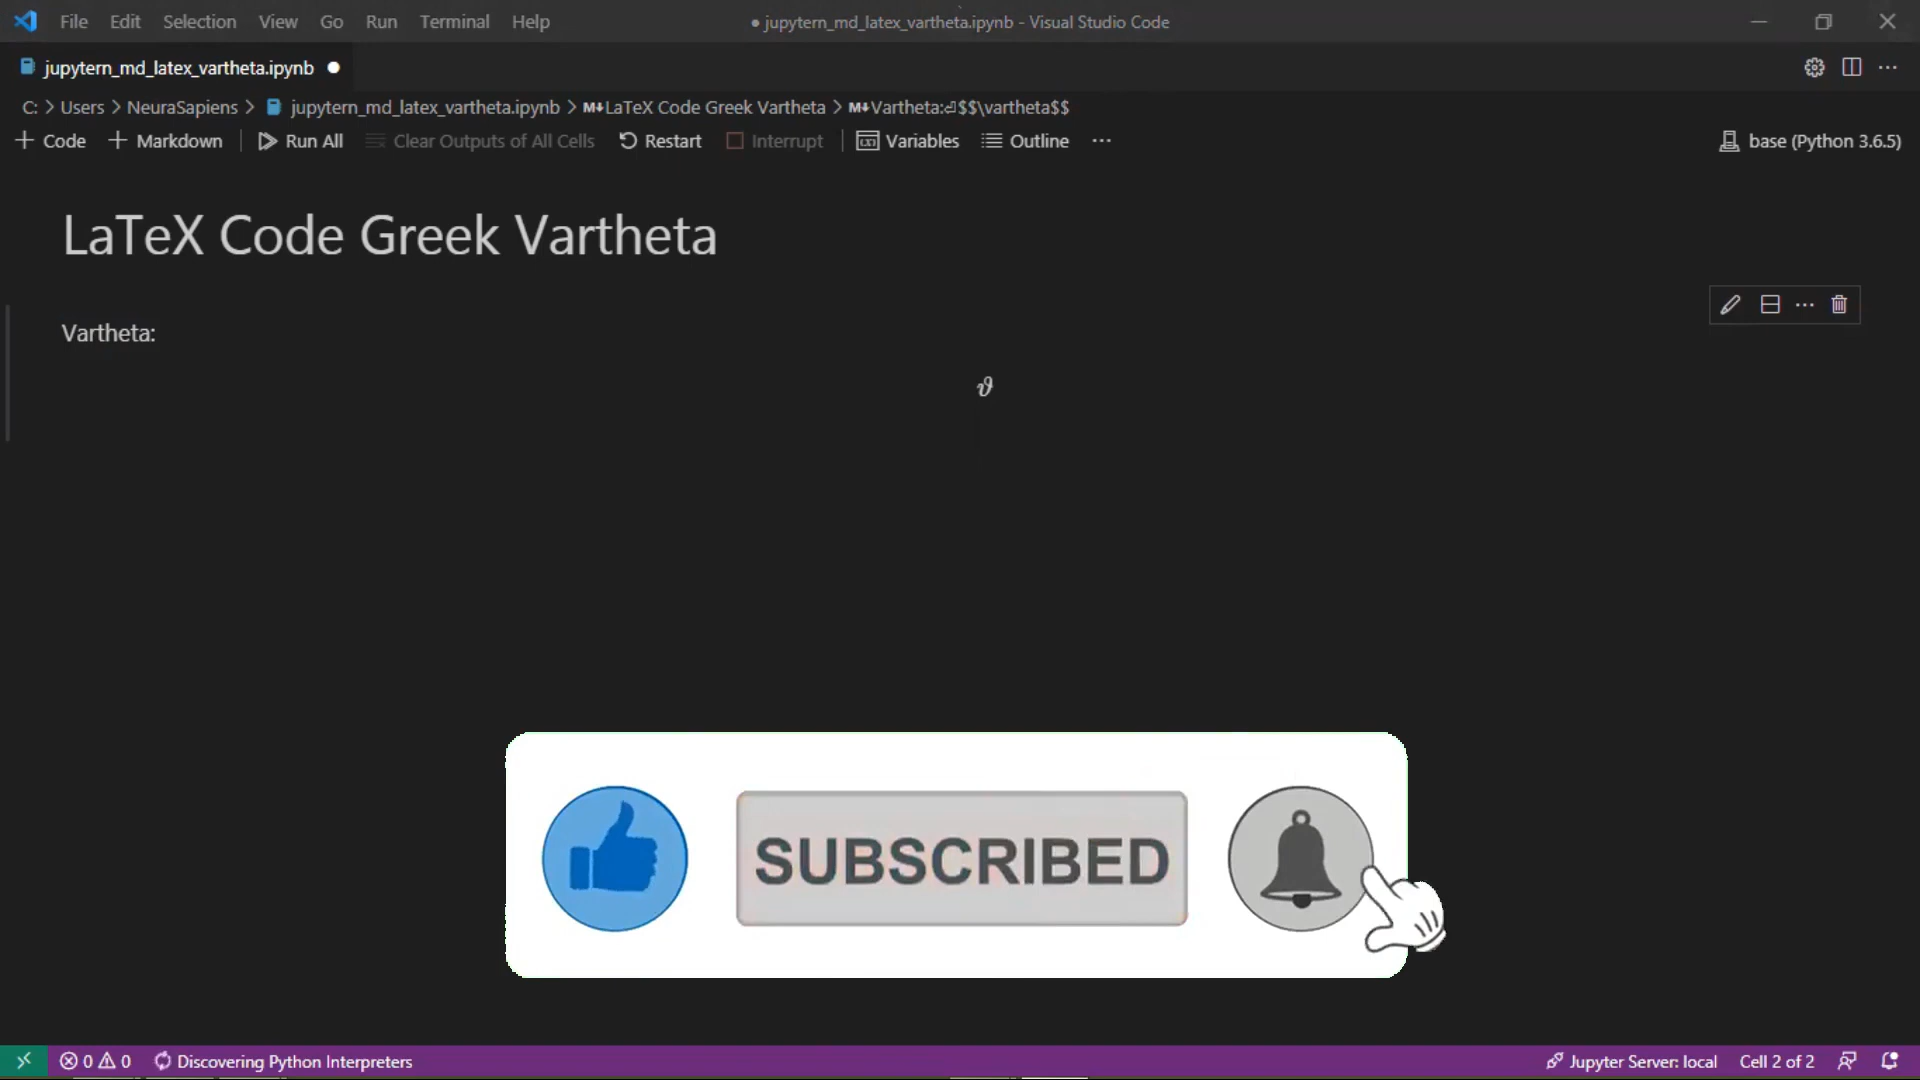 File Edit Selection View Go Run Terminal Help ● jupytern_md_latex_vartheta.ipynb - Visual Studio Code
jupytern_md_latex_vartheta.ipynb ●
C: > Users > NeuraSapiens > jupytern_md_latex_vartheta.ipynb > M↓LaTeX Code Greek Vartheta > M↓Vartheta:⏎$$\vartheta$$
+ Code + Markdown Run All Clear Outputs of All Cells Restart Interrupt Variables Outline ··· base (Python 3.6.5)
LaTeX Code Greek Vartheta
Vartheta:
ϑ
SUBSCRIBED
0 0 Discovering Python Interpreters Jupyter Server: local Cell 2 of 2